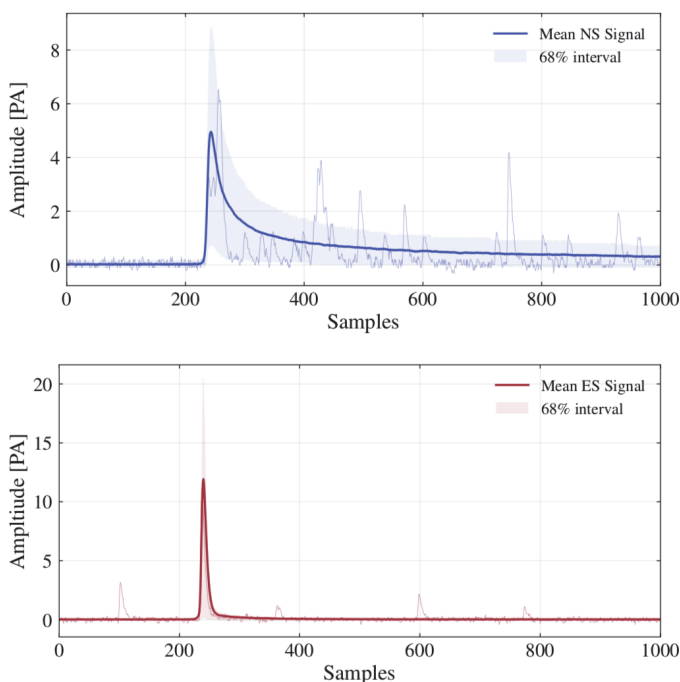 Mean NS Signal
68% interval
Amplitude [PA]
8
6
4
2
0
0 200 400 600 800 1000
Samples
Mean ES Signal
68% interval
Ampltiude [PA]
20
15
10
5
0
0 200 400 600 800 1000
Samples